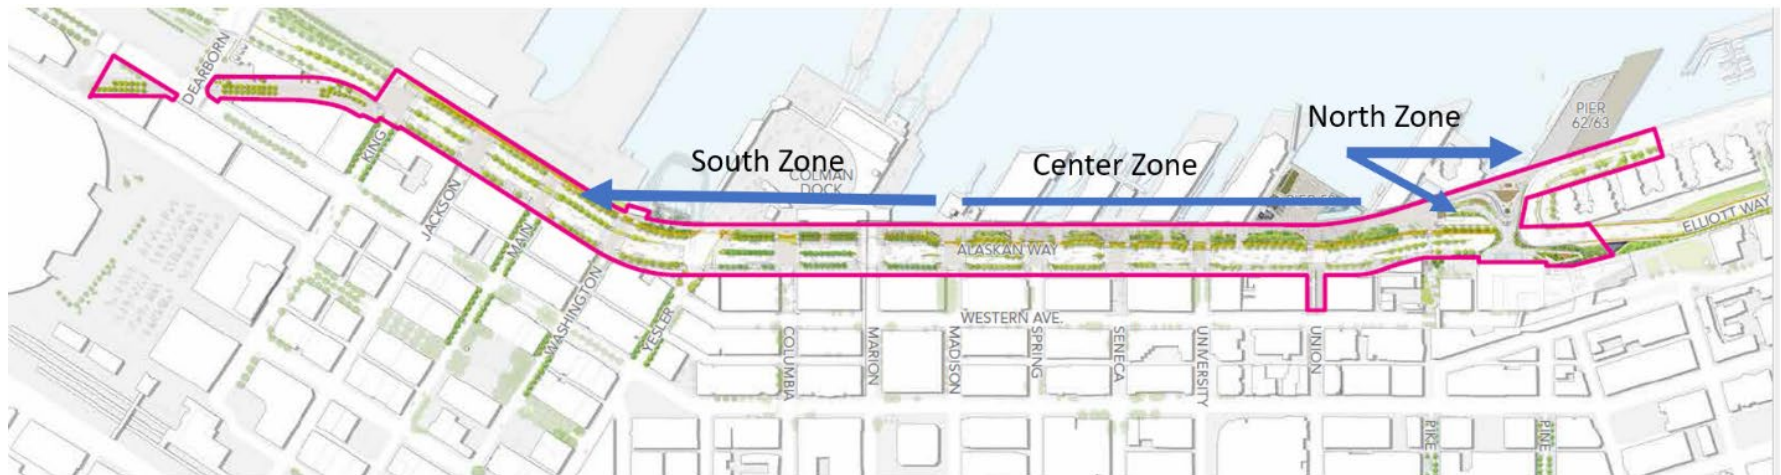 DEARBORN
KING
JACKSON
MAIN
WASHINGTON
YESLER
South Zone
COLMAN
DOCK
Center Zone
North Zone
PIER
62/63
ALASKAN WAY
ELLIOTT WAY
WESTERN AVE.
COLUMBIA
MARION
MADISON
SPRING
SENECA
UNIVERSITY
UNION
PIKE
PINE